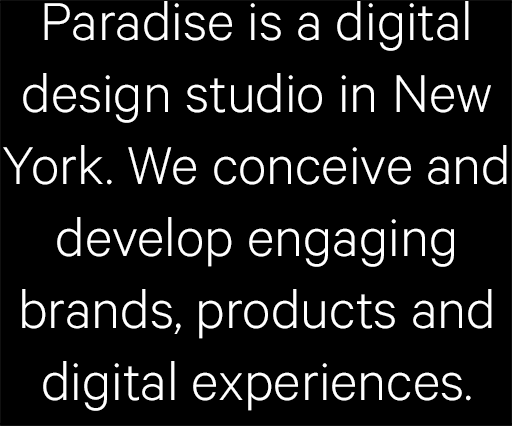 Paradise is a digital
design studio in New
York. We conceive and
develop engaging
brands, products and
digital experiences.